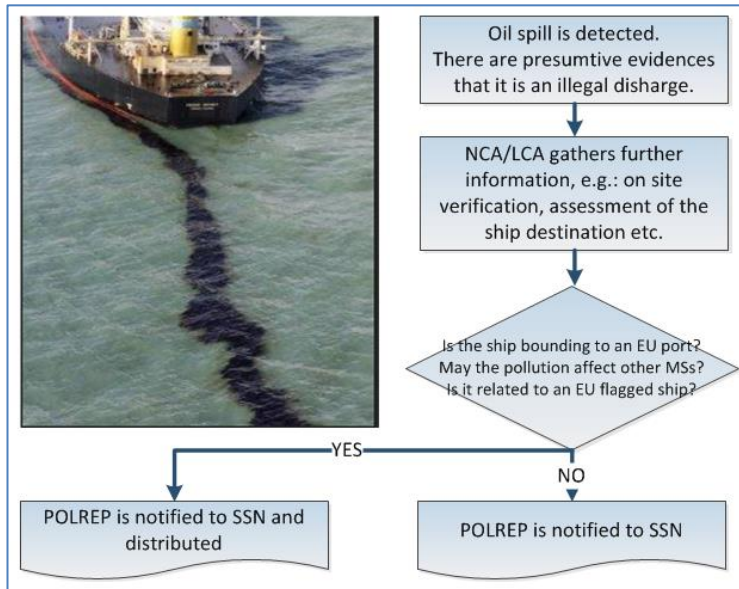 Oil spill is detected.
There are presumtive evidences
that it is an illegal disharge.
NCA/LCA gathers further
information, e.g.: on site
verification, assessment of the
ship destination etc.
Is the ship bounding to an EU port?
May the pollution affect other MSs?
Is it related to an EU flagged ship?
YES
NO
POLREP is notified to SSN and
distributed
POLREP is notified to SSN